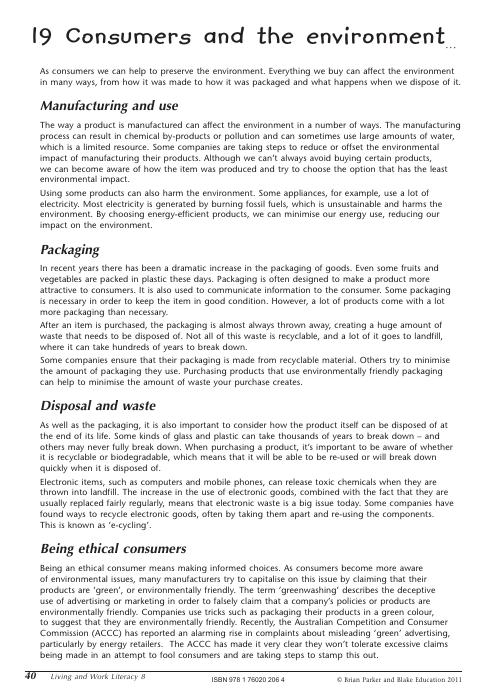 19 Consumers and the environment...
As consumers we can help to preserve the environment. Everything we buy can affect the environment
in many ways, from how it was made to how it was packaged and what happens when we dispose of it.
Manufacturing and use
The way a product is manufactured can affect the environment in a number of ways. The manufacturing
process can result in chemical by-products or pollution and can sometimes use large amounts of water,
which is a limited resource. Some companies are taking steps to reduce or offset the environmental
impact of manufacturing their products. Although we can't always avoid buying certain products,
we can become aware of how the item was produced and try to choose the option that has the least
environmental impact.
Using some products can also harm the environment. Some appliances, for example, use a lot of
electricity. Most electricity is generated by burning fossil fuels, which is unsustainable and harms the
environment. By choosing energy-efficient products, we can minimise our energy use, reducing our
impact on the environment.
Packaging
In recent years there has been a dramatic increase in the packaging of goods. Even some fruits and
vegetables are packed in plastic these days. Packaging is often designed to make a product more
attractive to consumers. It is also used to communicate information to the consumer. Some packaging
is necessary in order to keep the item in good condition. However, a lot of products come with a lot
more packaging than necessary.
After an item is purchased, the packaging is almost always thrown away, creating a huge amount of
waste that needs to be disposed of. Not all of this waste is recyclable, and a lot of it goes to landfill,
where it can take hundreds of years to break down.
Some companies ensure that their packaging is made from recyclable material. Others try to minimise
the amount of packaging they use. Purchasing products that use environmentally friendly packaging
can help to minimise the amount of waste your purchase creates.
Disposal and waste
As well as the packaging, it is also important to consider how the product itself can be disposed of at
the end of its life. Some kinds of glass and plastic can take thousands of years to break down – and
others may never fully break down. When purchasing a product, it's important to be aware of whether
it is recyclable or biodegradable, which means that it will be able to be re-used or will break down
quickly when it is disposed of.
Electronic items, such as computers and mobile phones, can release toxic chemicals when they are
thrown into landfill. The increase in the use of electronic goods, combined with the fact that they are
usually replaced fairly regularly, means that electronic waste is a big issue today. Some companies have
found ways to recycle electronic goods, often by taking them apart and re-using the components.
This is known as 'e-cycling'.
Being ethical consumers
Being an ethical consumer means making informed choices. As consumers become more aware
of environmental issues, many manufacturers try to capitalise on this issue by claiming that their
products are 'green', or environmentally friendly. The term 'greenwashing' describes the deceptive
use of advertising or marketing in order to falsely claim that a company's policies or products are
environmentally friendly. Companies use tricks such as packaging their products in a green colour,
to suggest that they are environmentally friendly. Recently, the Australian Competition and Consumer
Commission (ACCC) has reported an alarming rise in complaints about misleading 'green' advertising,
particularly by energy retailers. The ACCC has made it very clear they won't tolerate excessive claims
being made in an attempt to fool consumers and are taking steps to stamp this out.
40 Living and Work Literacy 8 ISBN 978 1 76020 206 4 © Brian Parker and Blake Education 2011